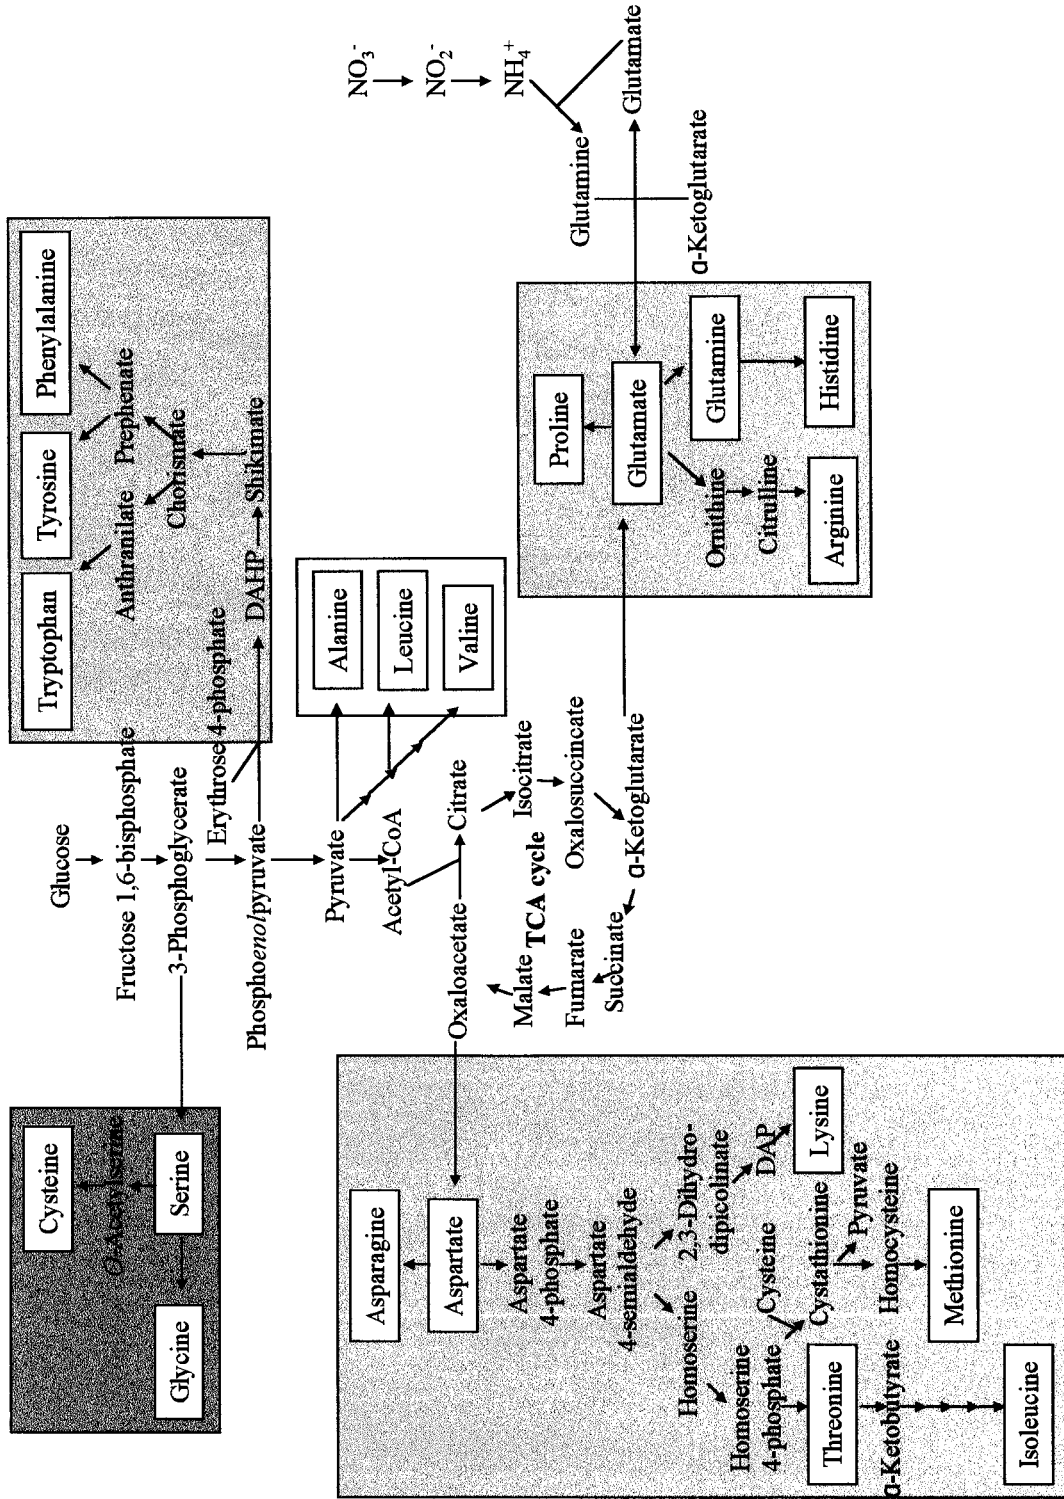 Glucose
Fructose 1,6-bisphosphate
3-Phosphoglycerate
Erythrose 4-phosphate
Phosphoenolpyruvate
DAHP
Shikimate
Chorismate
Anthranilate
Prephenate
Tryptophan
Tyrosine
Phenylalanine
Cysteine
O-Acetylserine
Serine
Glycine
Pyruvate
Acetyl-CoA
Alanine
Leucine
Valine
Oxaloacetate
Citrate
Isocitrate
Oxalosuccincate
α-Ketoglutarate
Succinate
Fumarate
Malate
TCA cycle
Asparagine
Aspartate
Aspartate
4-phosphate
Aspartate
4-semialdehyde
Homoserine
2,3-Dihydro-
dipicolinate
DAP
Lysine
Homoserine
4-phosphate
Cysteine
Cystathionine
Pyruvate
Homocysteine
Methionine
Threonine
α-Ketobutyrate
Isoleucine
Proline
Glutamate
Glutamine
Histidine
Ornithine
Citrulline
Arginine
NO₃⁻
NO₂⁻
NH₄⁺
Glutamine
Glutamate
α-Ketoglutarate